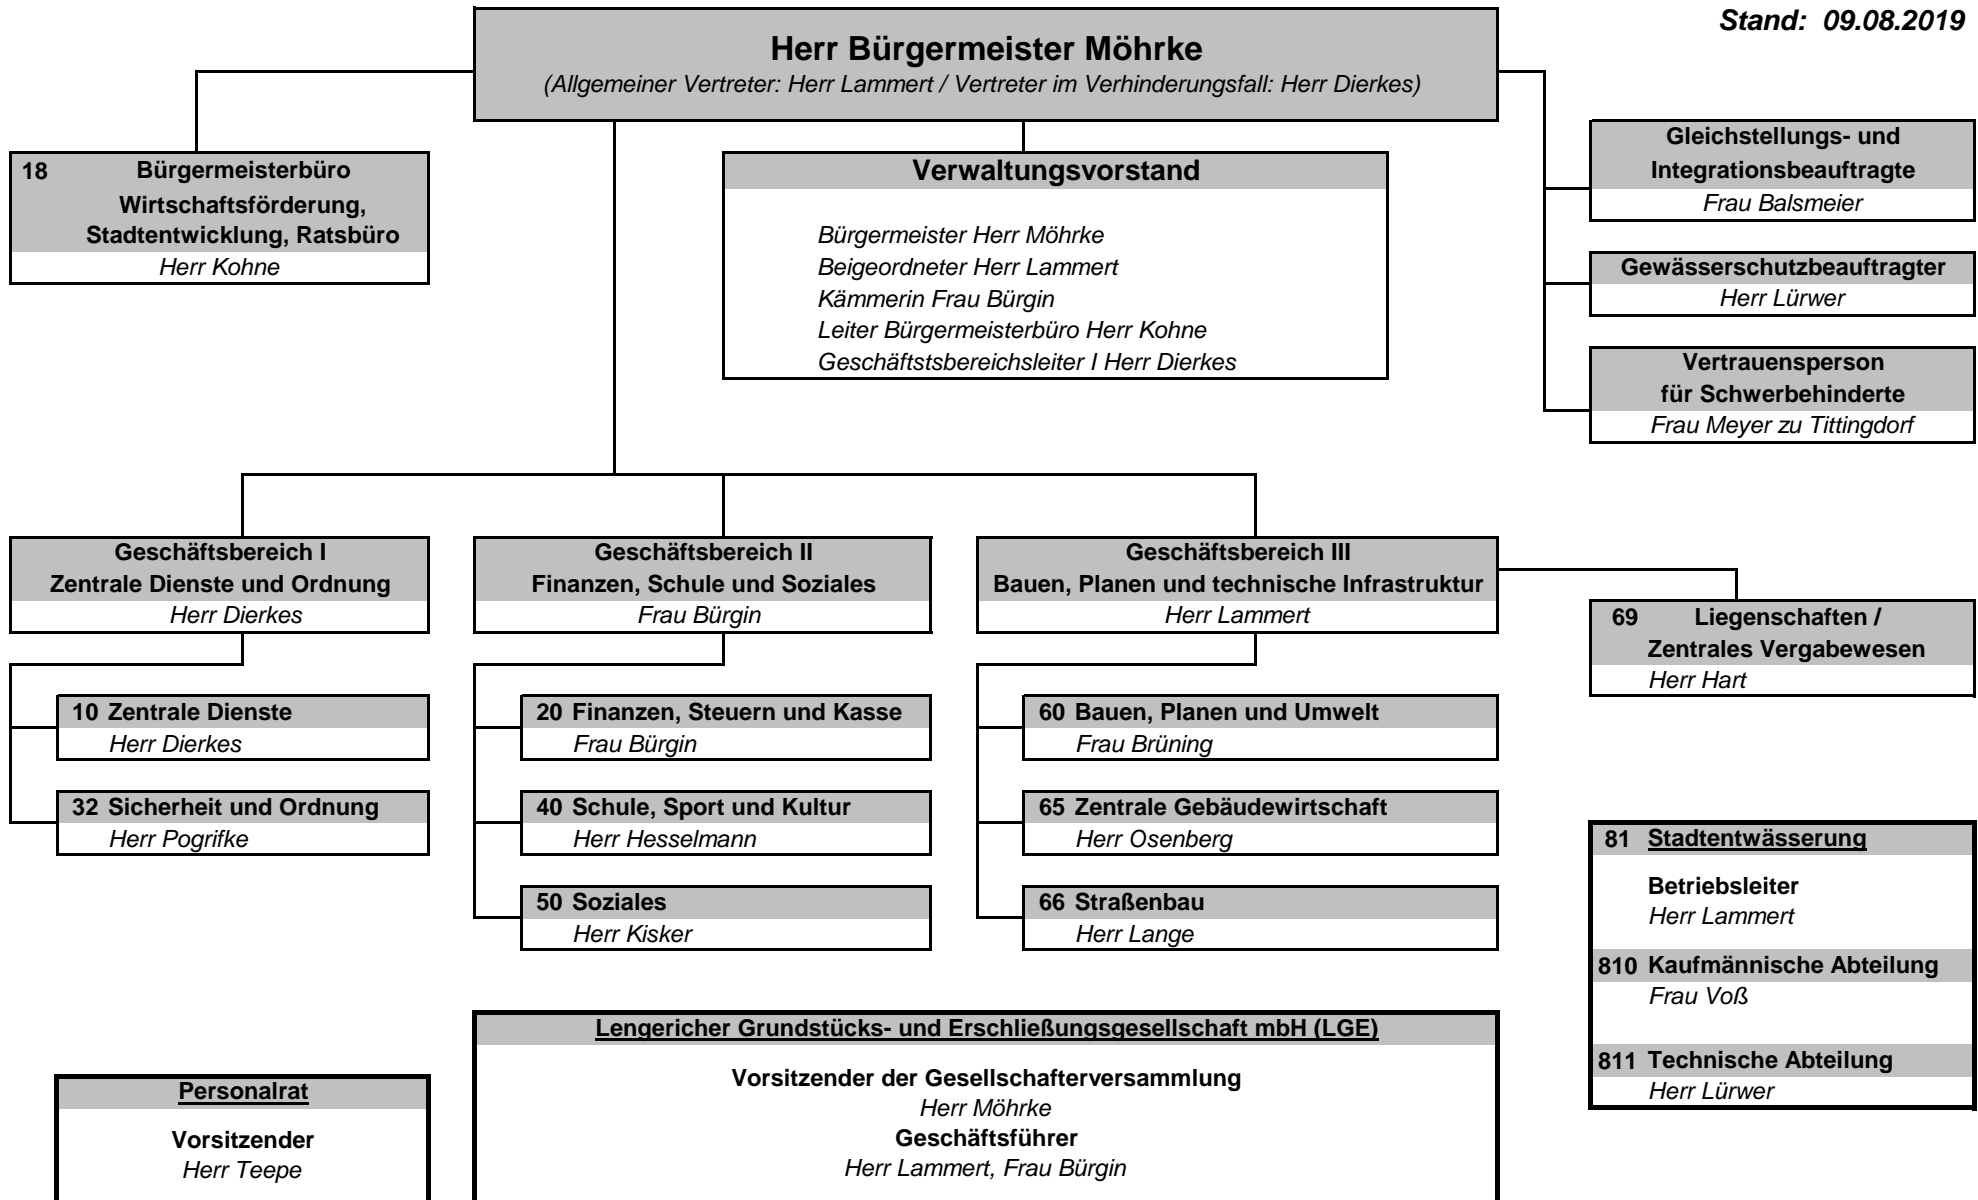 Stand: 09.08.2019
Herr Bürgermeister Möhrke
(Allgemeiner Vertreter: Herr Lammert / Vertreter im Verhinderungsfall: Herr Dierkes)
18 Bürgermeisterbüro
Wirtschaftsförderung,
Stadtentwicklung, Ratsbüro
Herr Kohne
Verwaltungsvorstand
Bürgermeister Herr Möhrke
Beigeordneter Herr Lammert
Kämmerin Frau Bürgin
Leiter Bürgermeisterbüro Herr Kohne
Geschäftstsbereichsleiter I Herr Dierkes
Gleichstellungs- und
Integrationsbeauftragte
Frau Balsmeier
Gewässerschutzbeauftragter
Herr Lürwer
Vertrauensperson
für Schwerbehinderte
Frau Meyer zu Tittingdorf
Geschäftsbereich I
Zentrale Dienste und Ordnung
Herr Dierkes
10 Zentrale Dienste
Herr Dierkes
32 Sicherheit und Ordnung
Herr Pogrifke
Geschäftsbereich II
Finanzen, Schule und Soziales
Frau Bürgin
20 Finanzen, Steuern und Kasse
Frau Bürgin
40 Schule, Sport und Kultur
Herr Hesselmann
50 Soziales
Herr Kisker
Geschäftsbereich III
Bauen, Planen und technische Infrastruktur
Herr Lammert
60 Bauen, Planen und Umwelt
Frau Brüning
65 Zentrale Gebäudewirtschaft
Herr Osenberg
66 Straßenbau
Herr Lange
69 Liegenschaften /
Zentrales Vergabewesen
Herr Hart
81 Stadtentwässerung
Betriebsleiter
Herr Lammert
810 Kaufmännische Abteilung
Frau Voß
811 Technische Abteilung
Herr Lürwer
Personalrat
Vorsitzender
Herr Teepe
Lengericher Grundstücks- und Erschließungsgesellschaft mbH (LGE)
Vorsitzender der Gesellschafterversammlung
Herr Möhrke
Geschäftsführer
Herr Lammert, Frau Bürgin